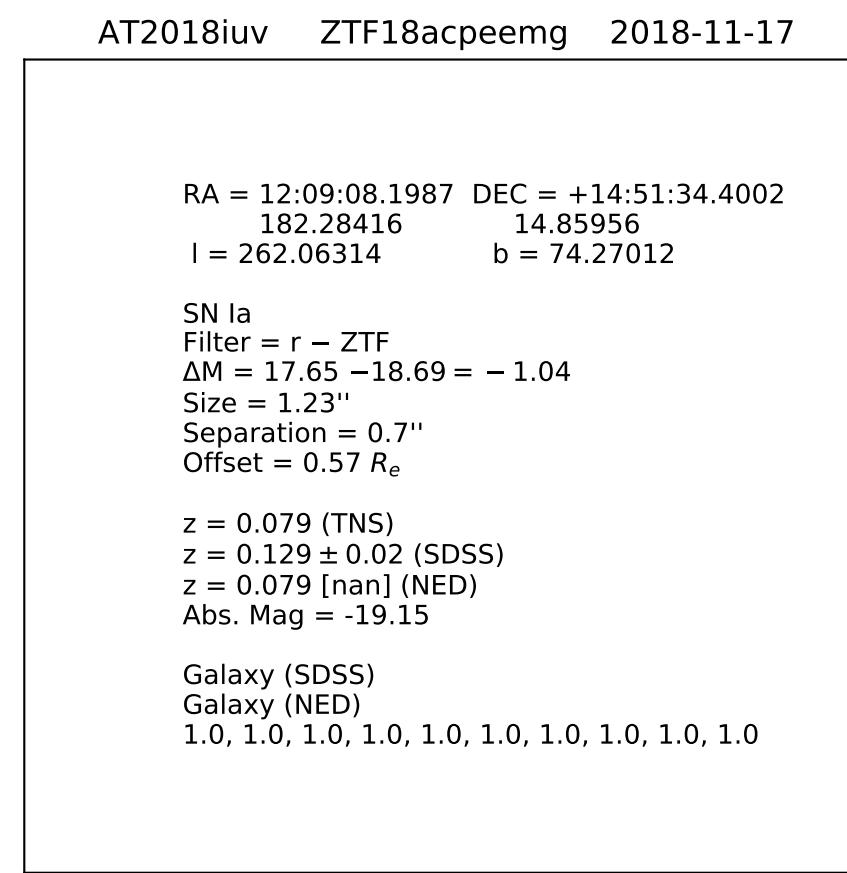 AT2018iuv ZTF18acpeemg 2018-11-17
RA = 12:09:08.1987 DEC = +14:51:34.4002
182.28416 14.85956
l = 262.06314 b = 74.27012
SN Ia
Filter = r − ZTF
ΔM = 17.65 −18.69 = − 1.04
Size = 1.23''
Separation = 0.7''
Offset = 0.57 Rₑ
z = 0.079 (TNS)
z = 0.129 ± 0.02 (SDSS)
z = 0.079 [nan] (NED)
Abs. Mag = -19.15
Galaxy (SDSS)
Galaxy (NED)
1.0, 1.0, 1.0, 1.0, 1.0, 1.0, 1.0, 1.0, 1.0, 1.0